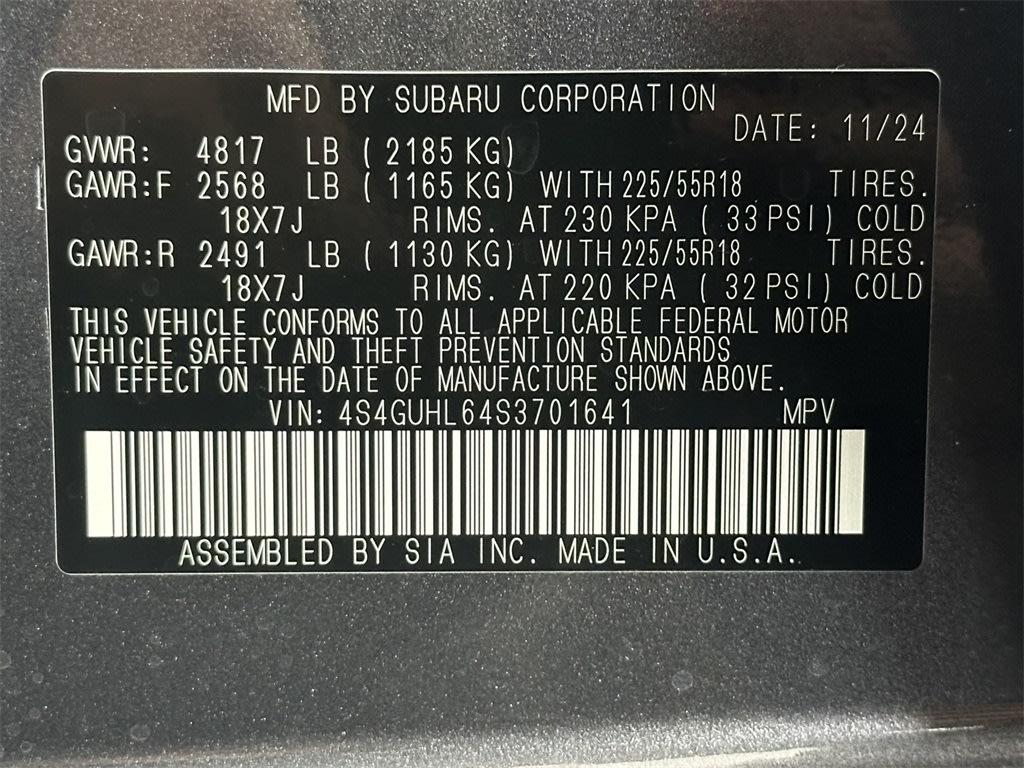 MFD BY SUBARU CORPORATION
DATE: 11/24
GVWR: 4817 LB ( 2185 KG)
GAWR:F 2568 LB ( 1165 KG) WITH 225/55R18 TIRES.
18X7J RIMS. AT 230 KPA ( 33 PSI) COLD
GAWR:R 2491 LB ( 1130 KG) WITH 225/55R18 TIRES.
18X7J RIMS. AT 220 KPA ( 32 PSI) COLD
THIS VEHICLE CONFORMS TO ALL APPLICABLE FEDERAL MOTOR
VEHICLE SAFETY AND THEFT PREVENTION STANDARDS
IN EFFECT ON THE DATE OF MANUFACTURE SHOWN ABOVE.
VIN: 4S4GUHL64S3701641 MPV
ASSEMBLED BY SIA INC. MADE IN U.S.A.